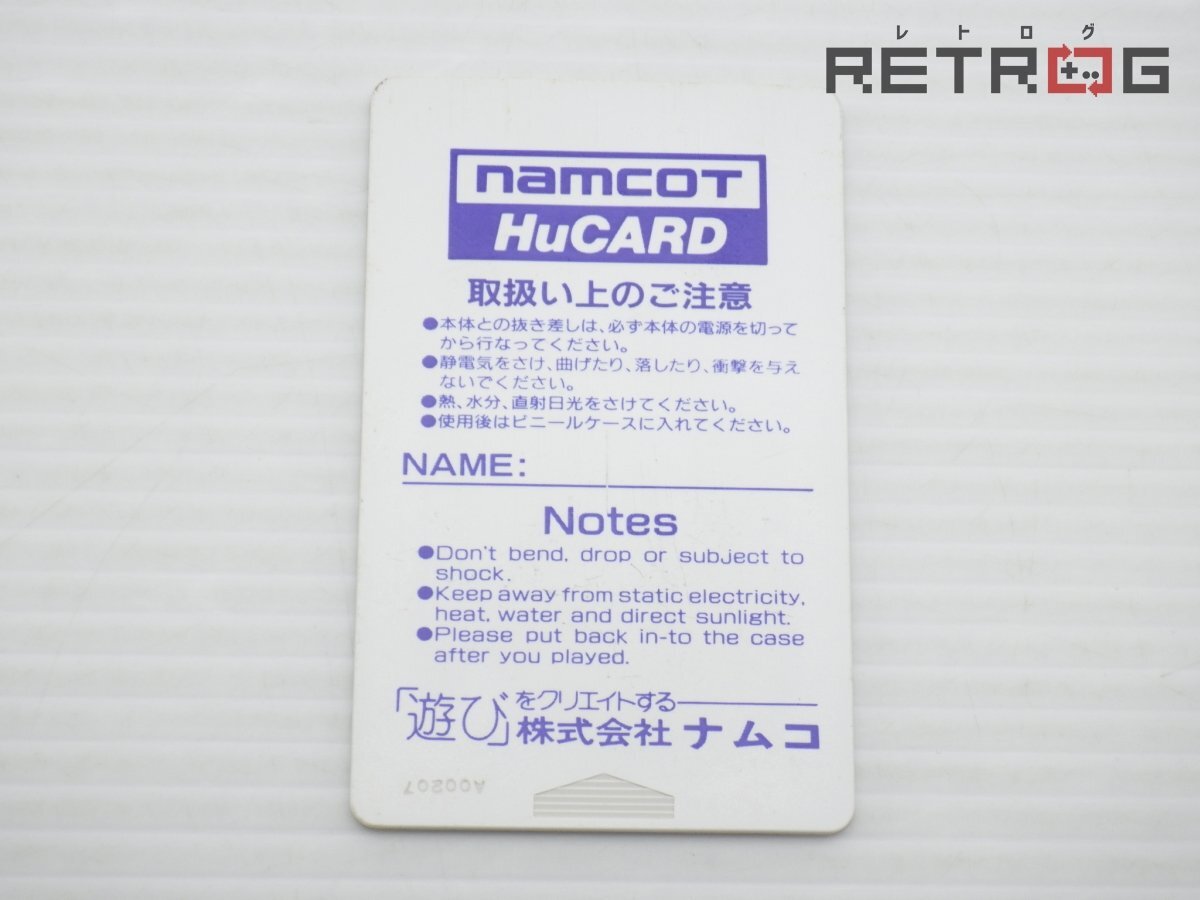 レトログ
RETROG
namcoT
HuCARD
取扱い上のご注意
●本体との抜き差しは、必ず本体の電源を切って
から行なってください。
●静電気をさけ、曲げたり、落したり、衝撃を与え
ないでください。
●熱、水分、直射日光をさけてください。
●使用後はビニールケースに入れてください。
NAME:
Notes
●Don't bend, drop or subject to
shock.
●Keep away from static electricity,
heat, water and direct sunlight.
●Please put back in-to the case
after you played.
「遊び」をクリエイトする
株式会社ナムコ
A00207